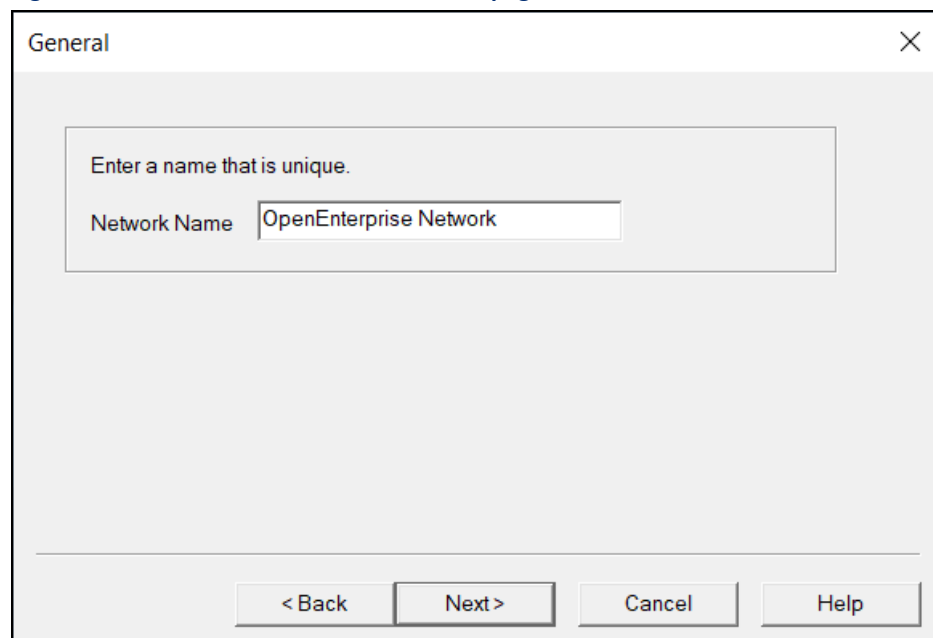 General
Enter a name that is unique.
Network Name OpenEnterprise Network
< Back Next > Cancel Help